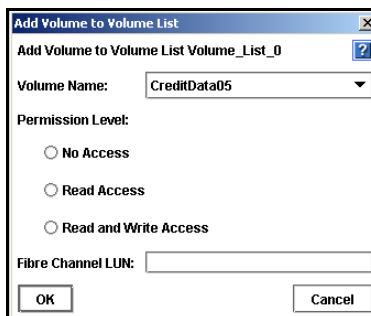 Add Volume to Volume List
Add Volume to Volume List Volume_List_0 ?
Volume Name: CreditData05
Permission Level:
No Access
Read Access
Read and Write Access
Fibre Channel LUN:
OK Cancel